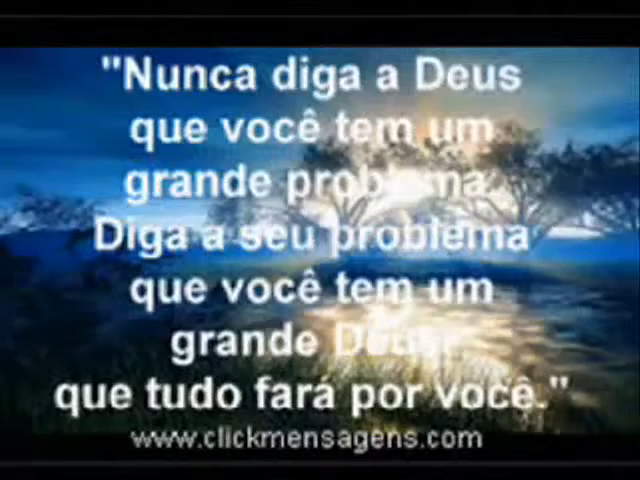 "Nunca diga a Deus
que você tem um
grande problema.
Diga a seu problema
que você tem um
grande Deus,
que tudo fará por você."
www.clickmensagens.com